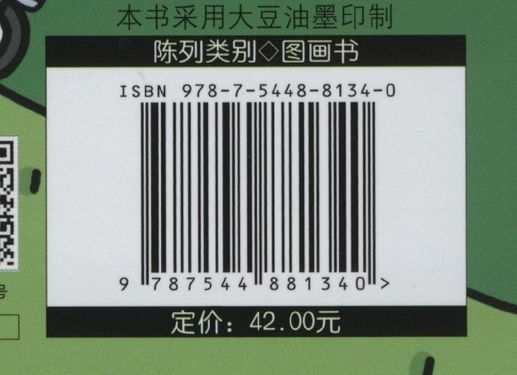 本书采用大豆油墨印制
陈列类别◇图画书
ISBN 978-7-5448-8134-0
9 787544 881340 >
号
定价：42.00元